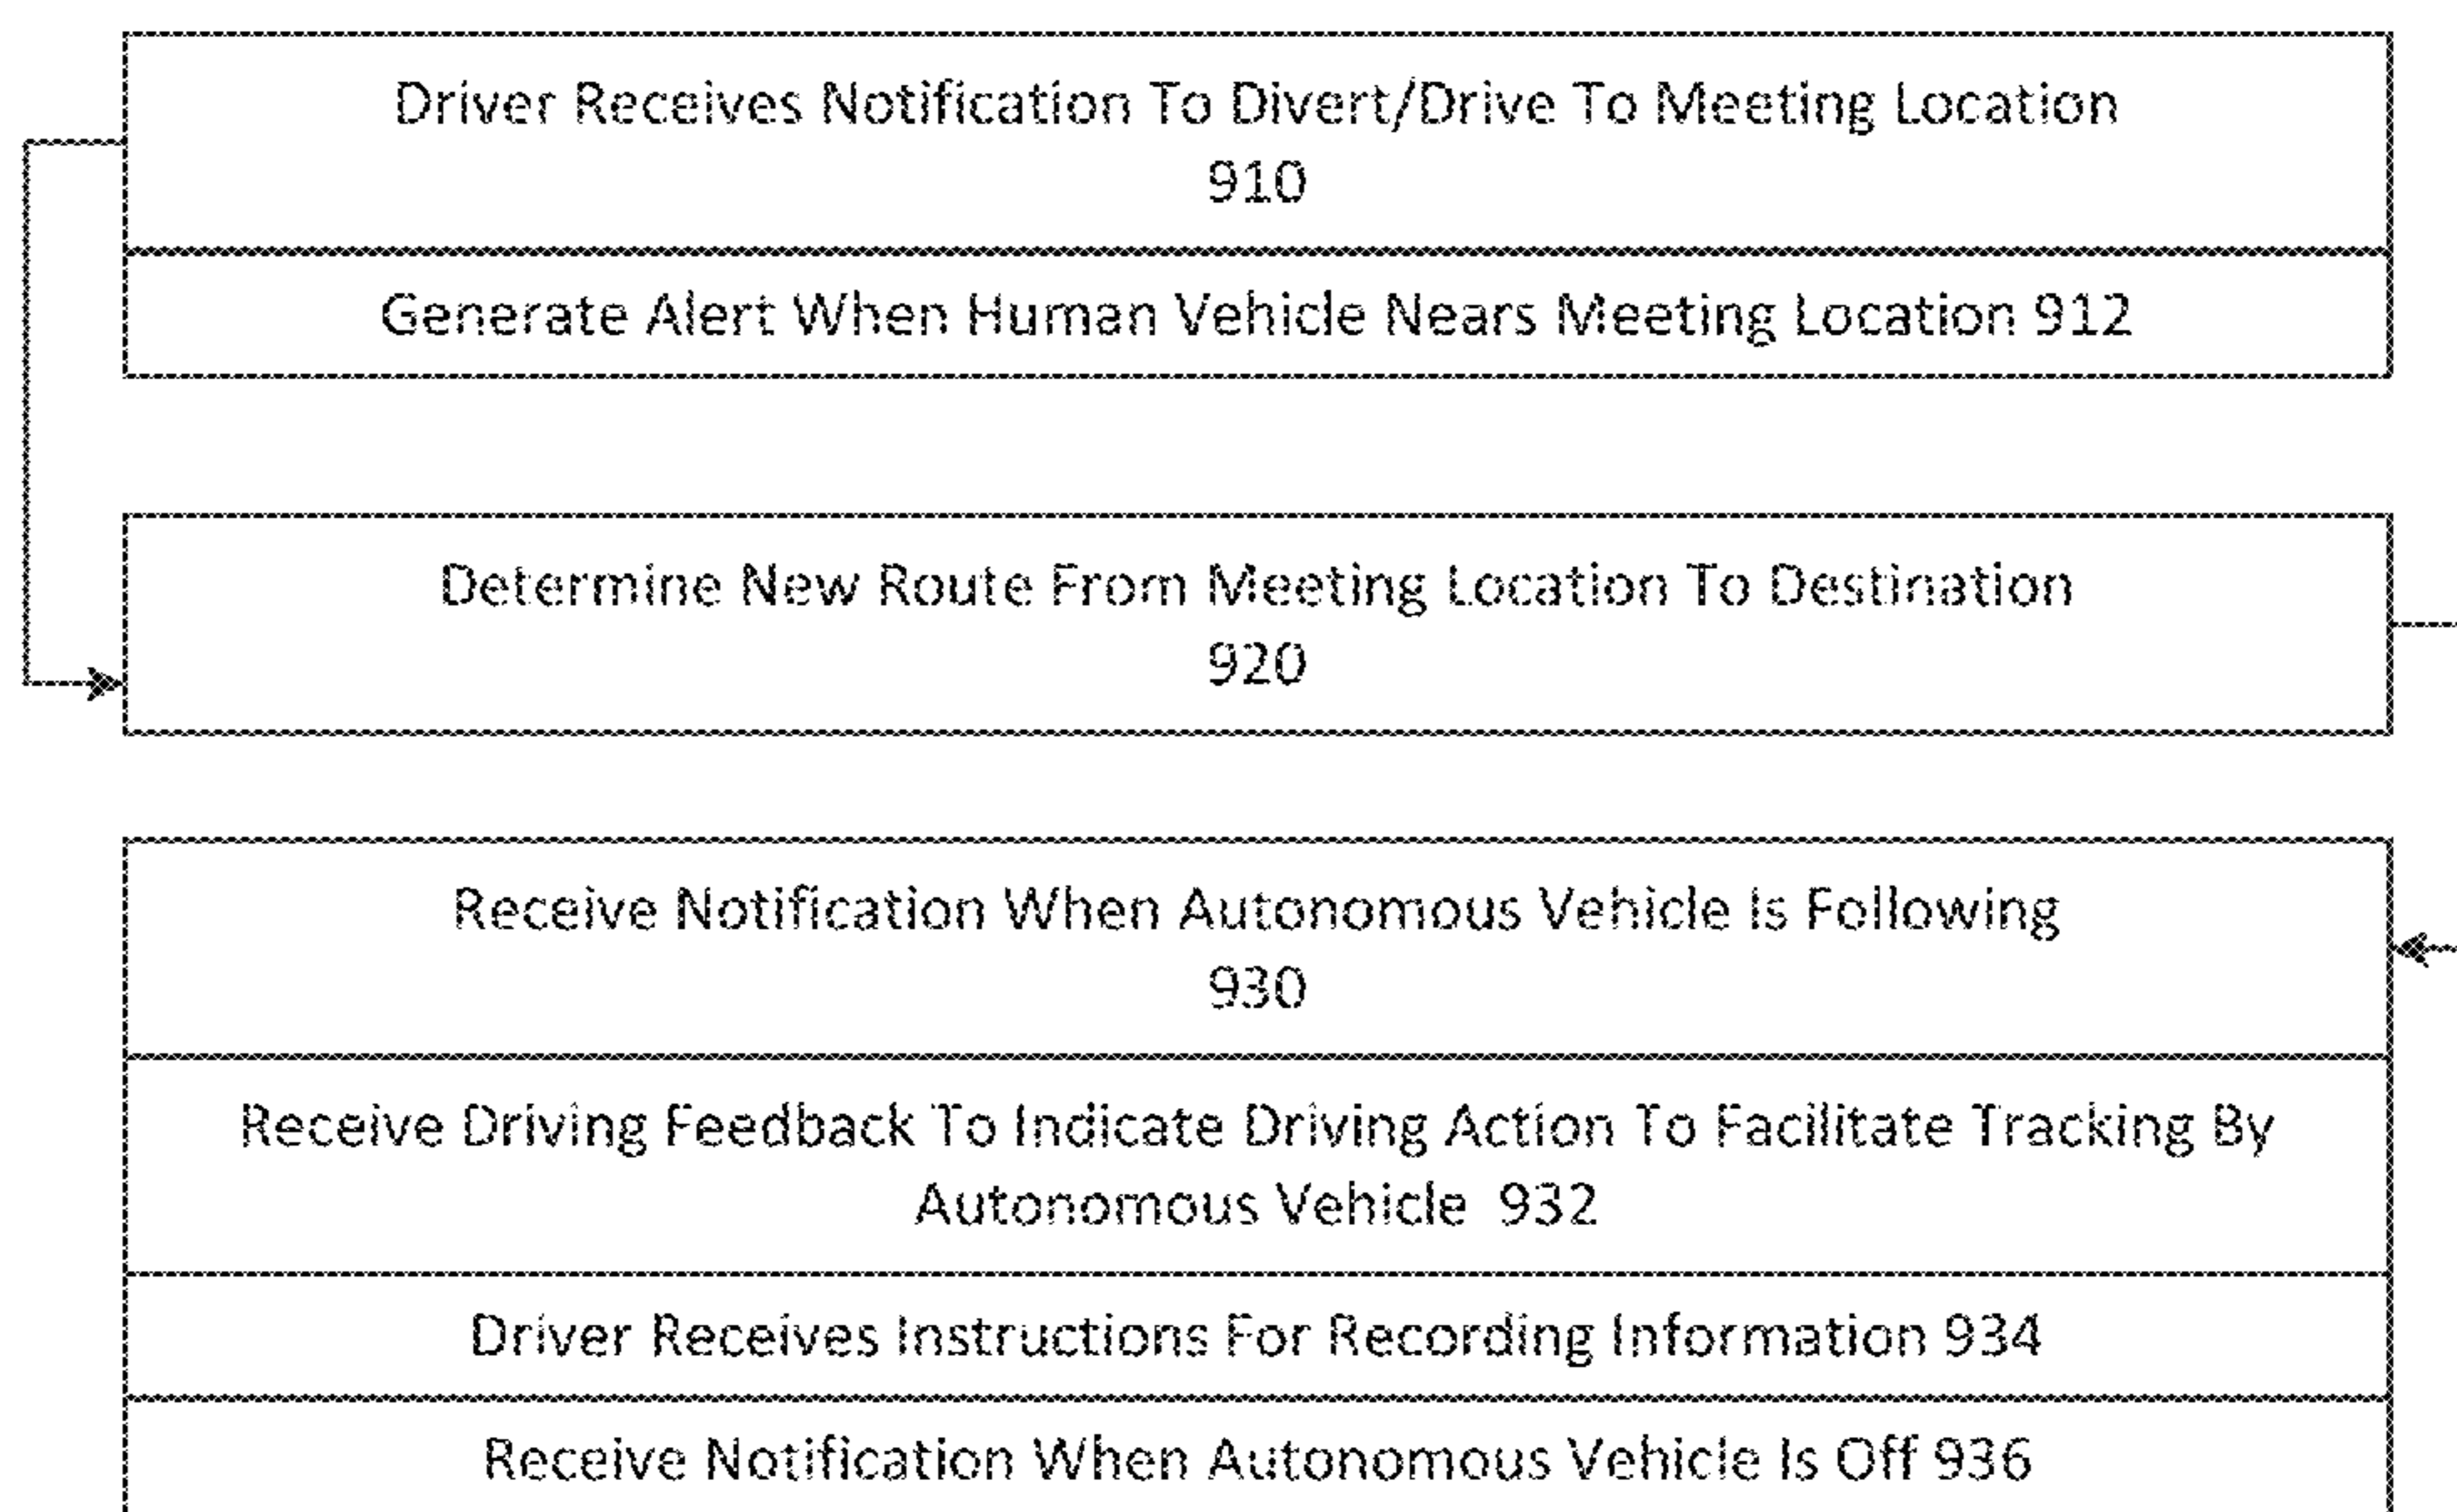 Driver Receives Notification To Divert/Drive To Meeting Location
910
Generate Alert When Human Vehicle Nears Meeting Location 912
Determine New Route From Meeting Location To Destination
920
Receive Notification When Autonomous Vehicle Is Following
930
Receive Driving Feedback To Indicate Driving Action To Facilitate Tracking By
Autonomous Vehicle 932
Driver Receives Instructions For Recording Information 934
Receive Notification When Autonomous Vehicle Is Off 936